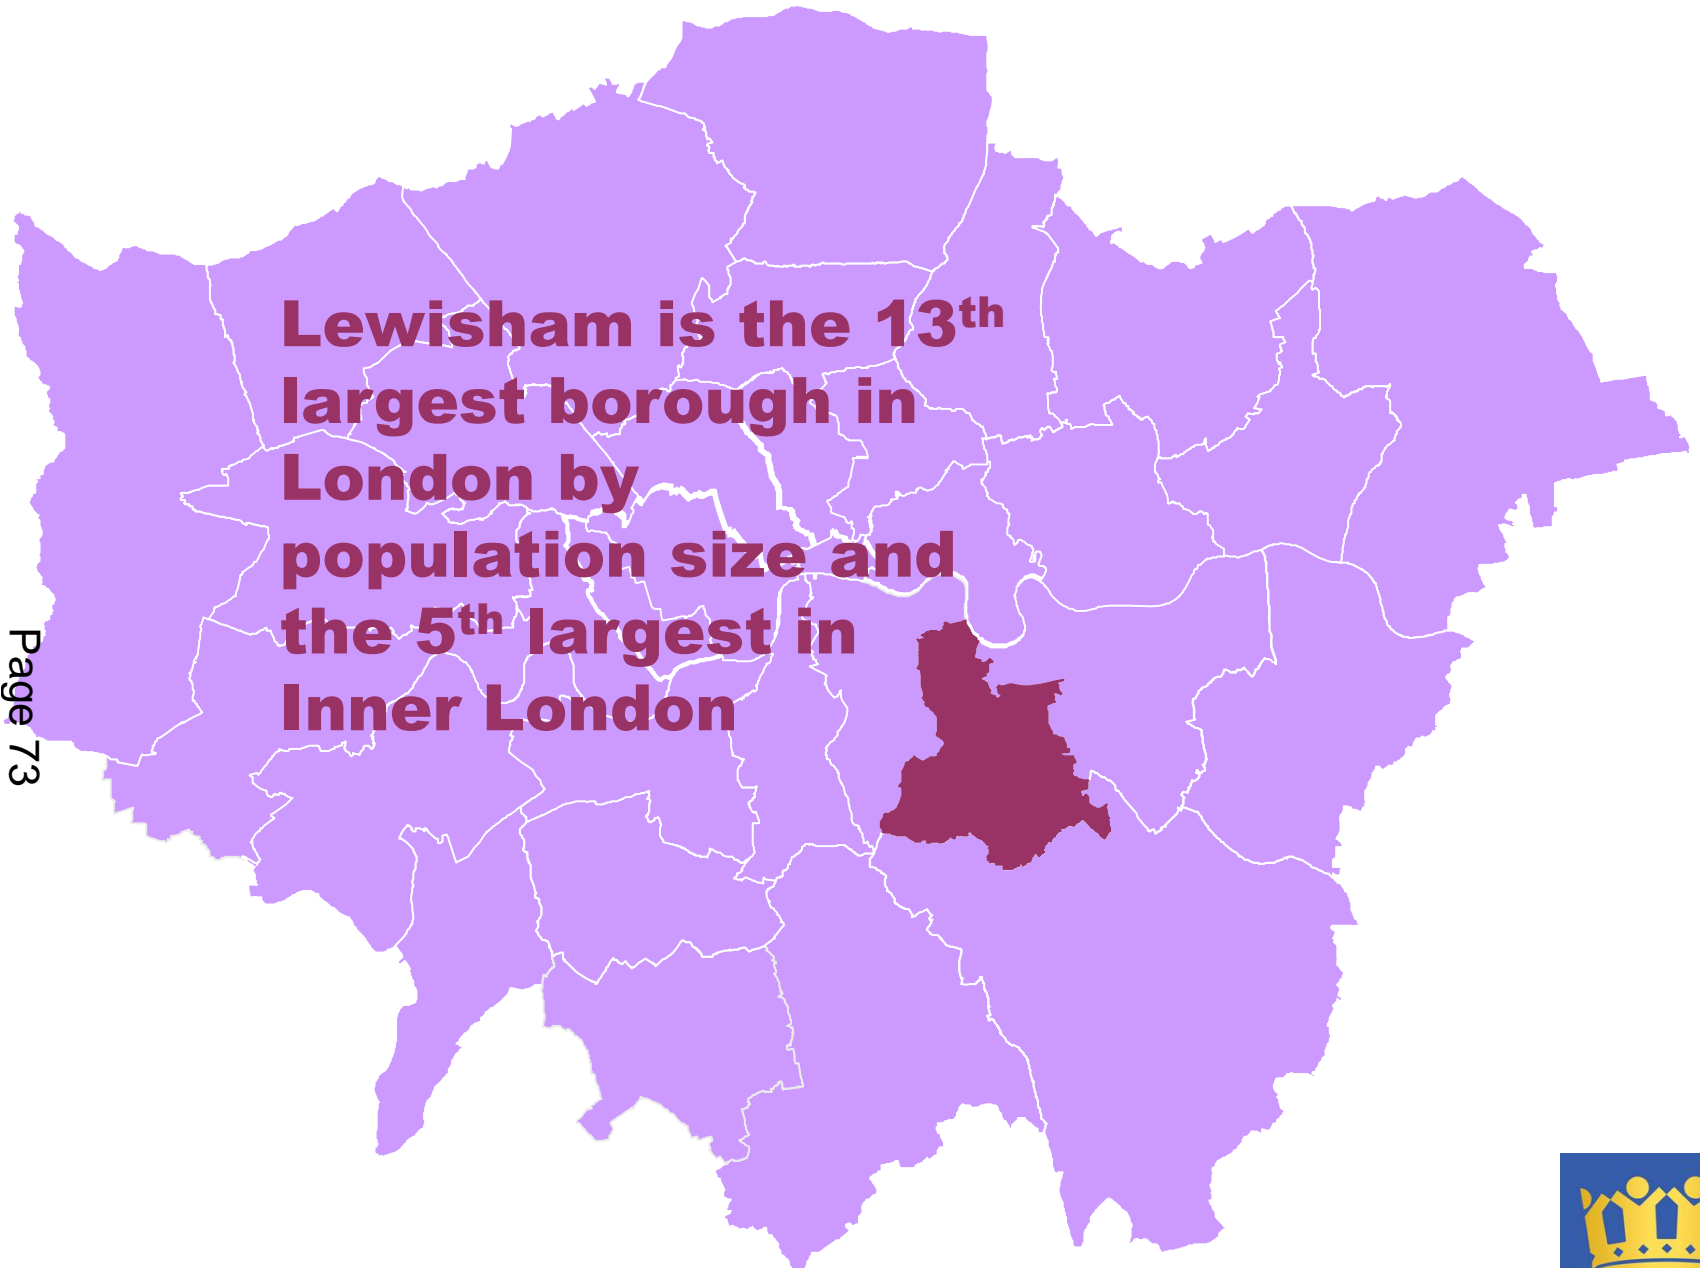 Lewisham is the 13th
largest borough in
London by
population size and
the 5th largest in
Inner London
Page 73